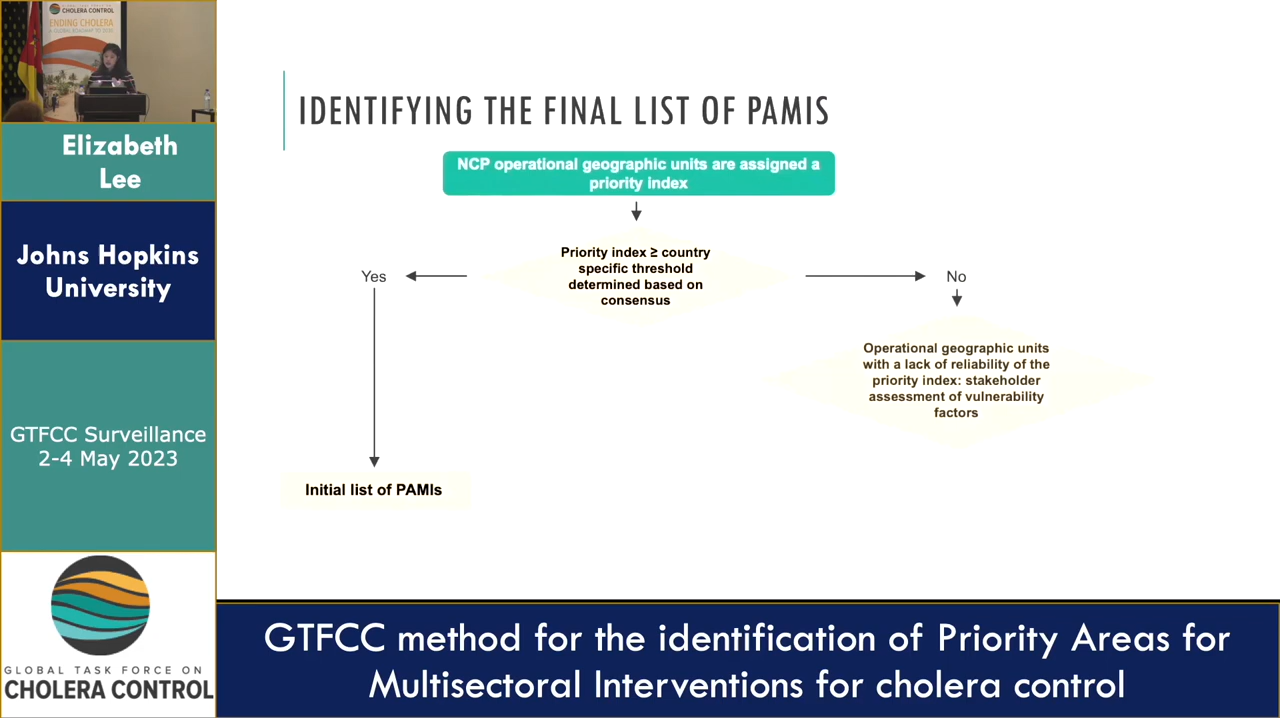 GLOBAL TASK FORCE ON
CHOLERA CONTROL
ENDING CHOLERA
A GLOBAL ROADMAP TO 2030
Elizabeth
Lee
Johns Hopkins
University
GTFCC Surveillance
2-4 May 2023
GLOBAL TASK FORCE ON
CHOLERA CONTROL
IDENTIFYING THE FINAL LIST OF PAMIS
NCP operational geographic units are assigned a
priority index
Priority index ≥ country
specific threshold
determined based on
consensus
Yes
No
Operational geographic units
with a lack of reliability of the
priority index: stakeholder
assessment of vulnerability
factors
Initial list of PAMIs
GTFCC method for the identification of Priority Areas for
Multisectoral Interventions for cholera control